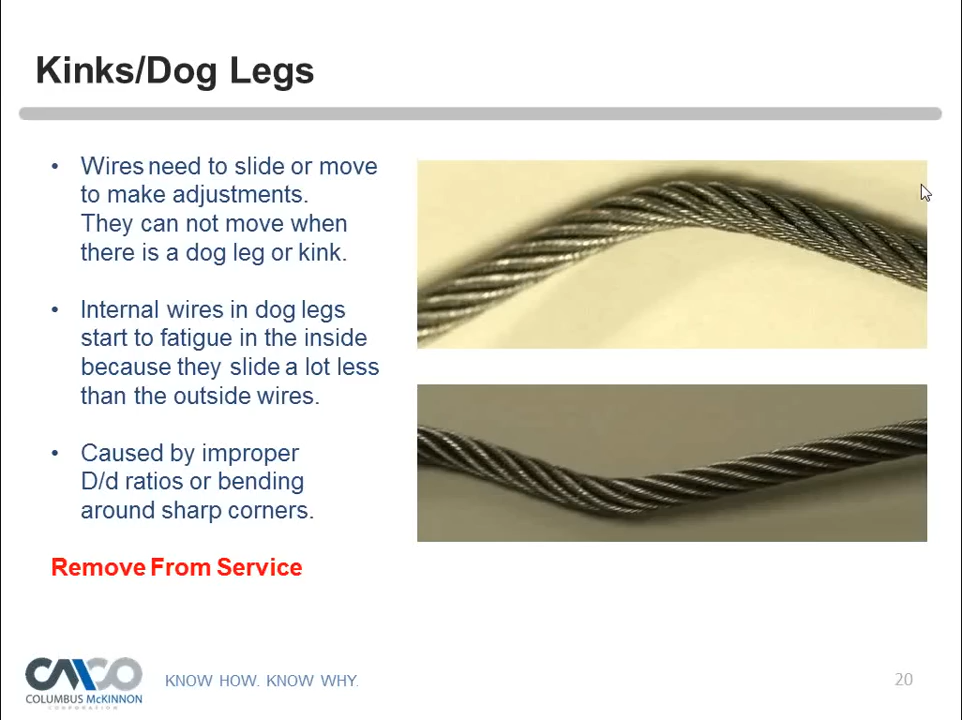 Kinks/Dog Legs
• Wires need to slide or move
to make adjustments.
They can not move when
there is a dog leg or kink.
• Internal wires in dog legs
start to fatigue in the inside
because they slide a lot less
than the outside wires.
• Caused by improper
D/d ratios or bending
around sharp corners.
Remove From Service
CMCO
COLUMBUS McKINNON
CORPORATION
KNOW HOW. KNOW WHY.
20